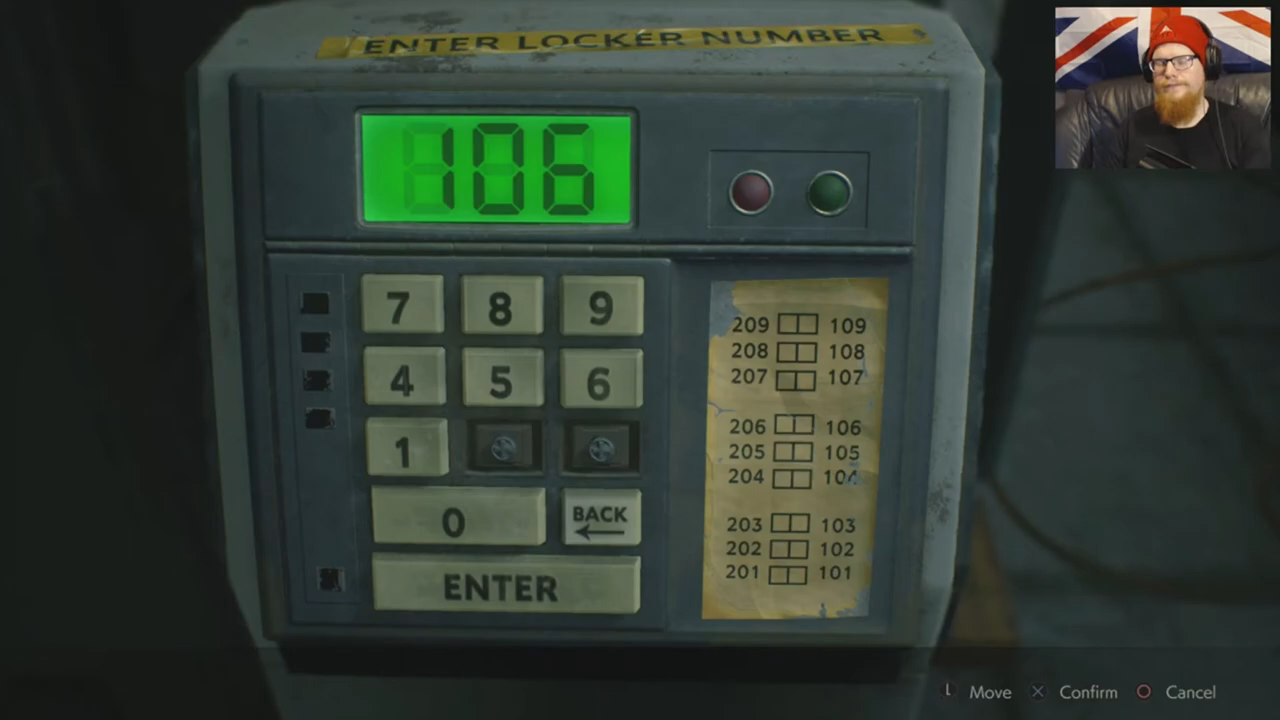 ENTER LOCKER NUMBER
106
7 8 9
4 5 6
1
0 BACK
ENTER
209 109
208 108
207 107
206 106
205 105
204 104
203 103
202 102
201 101
L Move X Confirm O Cancel